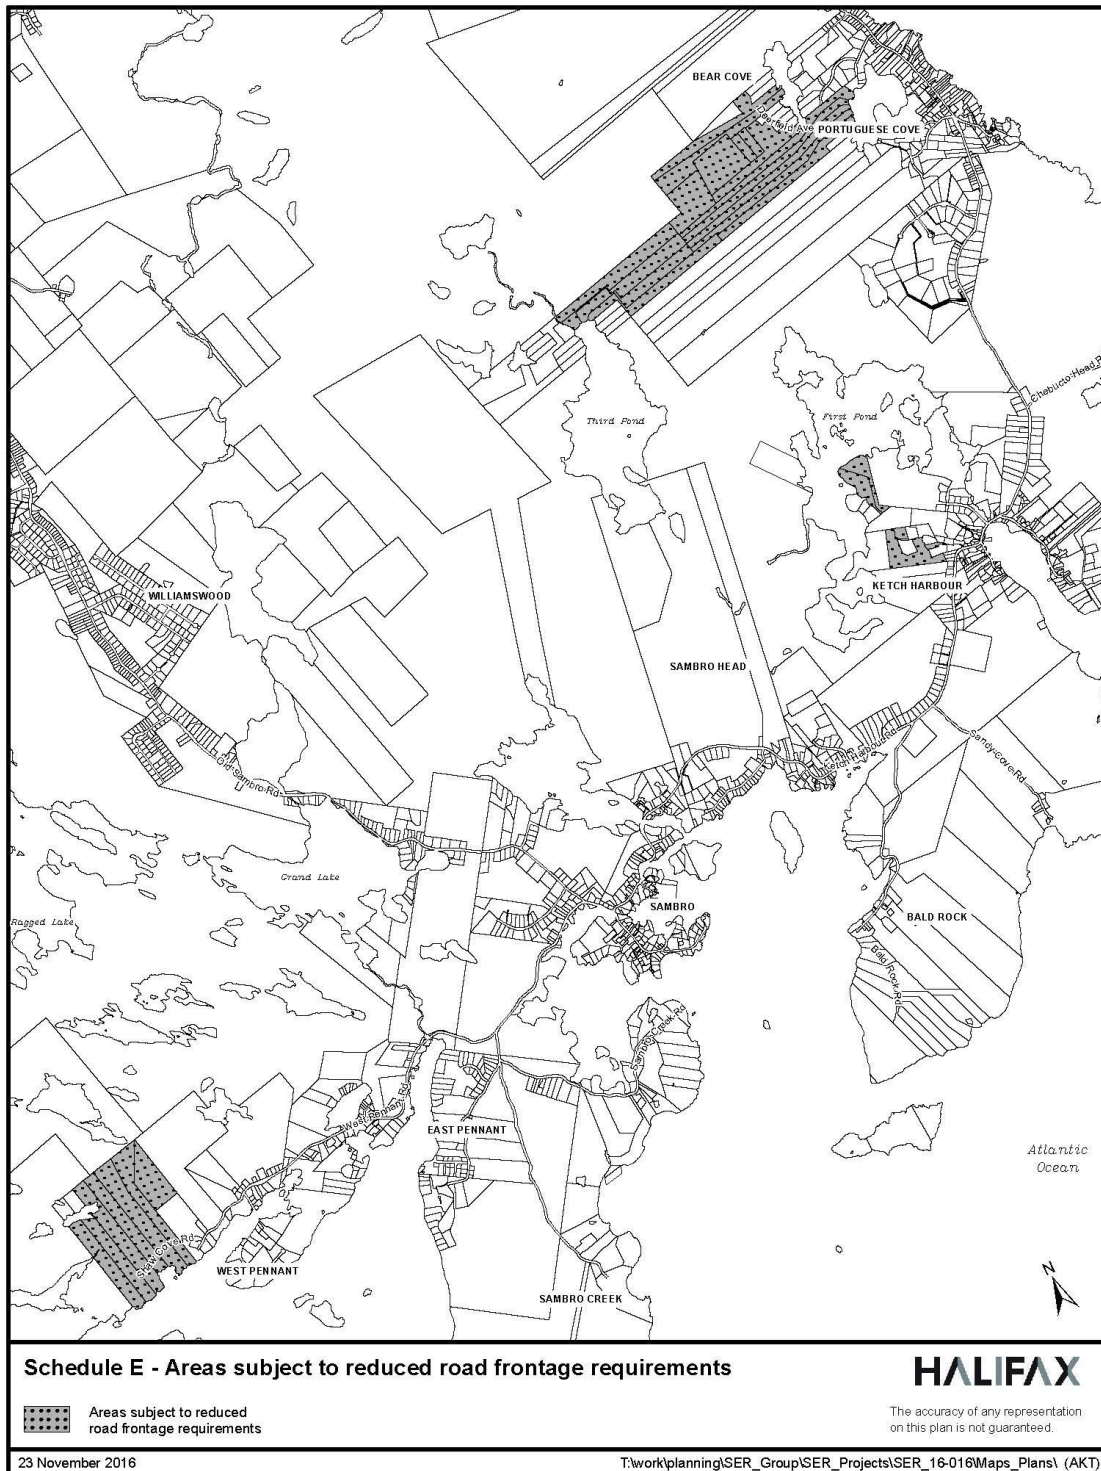 BEAR COVE
Deerfield Ave
PORTUGUESE COVE
Chebucto Head R
Third Pond
First Pond
KETCH HARBOUR
WILLIAMSWOOD
SAMBRO HEAD
Ketch Harbour Rd
Sandy Cove Rd
Old Sambro Rd
Grand Lake
Ragged Lake
SAMBRO
BALD ROCK
Bald Rock Rd
Sambro Creek Rd
West Pennant Rd
EAST PENNANT
Atlantic
Ocean
Shaw Cove Rd
WEST PENNANT
SAMBRO CREEK
N
Schedule E - Areas subject to reduced road frontage requirements
HALIFAX
Areas subject to reduced
road frontage requirements
The accuracy of any representation
on this plan is not guaranteed.
23 November 2016
T:\work\planning\SER_Group\SER_Projects\SER_16-016\Maps_Plans\ (AKT)